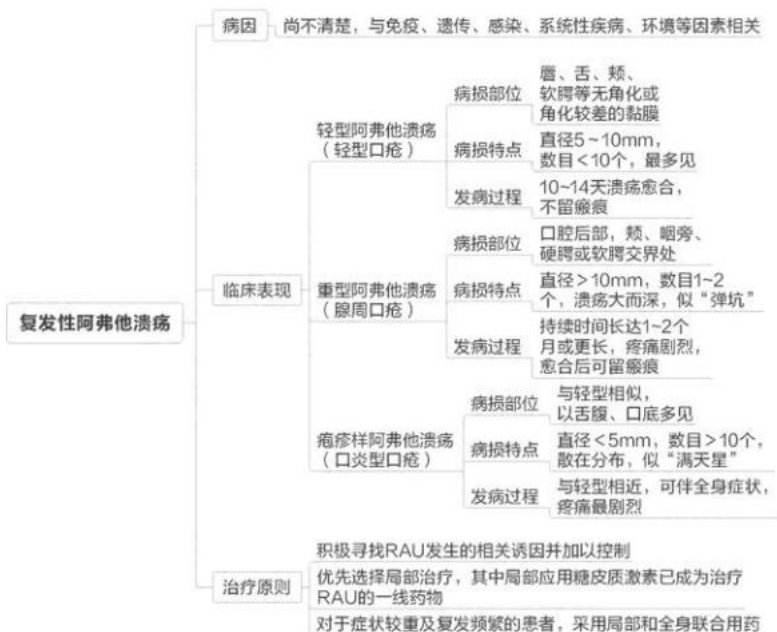 病因
尚不清楚，与免疫、遗传、感染、系统性疾病、环境等因素相关
复发性阿弗他溃疡
临床表现
轻型阿弗他溃疡
（轻型口疮）
病损部位
唇、舌、颊、
软腭等无角化或
角化较差的黏膜
病损特点
直径5~10mm，
数目<10个，最多见
发病过程
10~14天溃疡愈合，
不留瘢痕
重型阿弗他溃疡
（腺周口疮）
病损部位
口腔后部，颊、咽旁、
硬腭或软腭交界处
病损特点
直径>10mm，数目1~2
个，溃疡大而深，似“弹坑”
发病过程
持续时间长达1~2个
月或更长，疼痛剧烈，
愈合后可留瘢痕
疱疹样阿弗他溃疡
（口炎型口疮）
病损部位
与轻型相似，
以舌腹、口底多见
病损特点
直径<5mm，数目>10个，
散在分布，似“满天星”
发病过程
与轻型相近，可伴全身症状，
疼痛最剧烈
治疗原则
积极寻找RAU发生的相关诱因并加以控制
优先选择局部治疗，其中局部应用糖皮质激素已成为治疗
RAU的一线药物
对于症状较重及复发频繁的患者，采用局部和全身联合用药